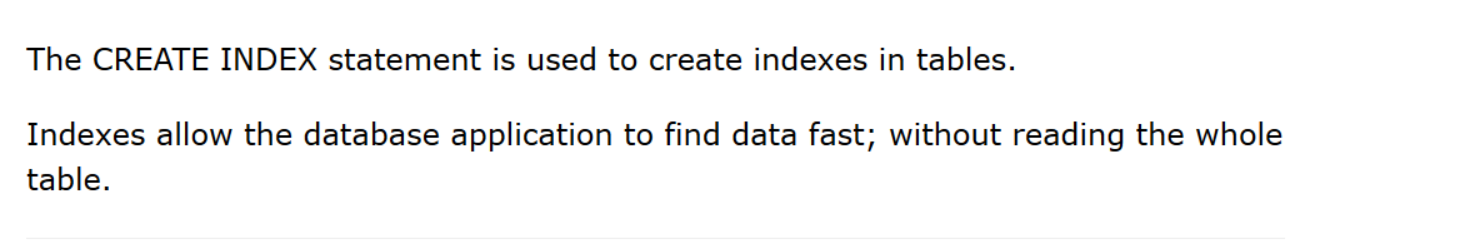 The CREATE INDEX statement is used to create indexes in tables.
Indexes allow the database application to find data fast; without reading the whole
table.